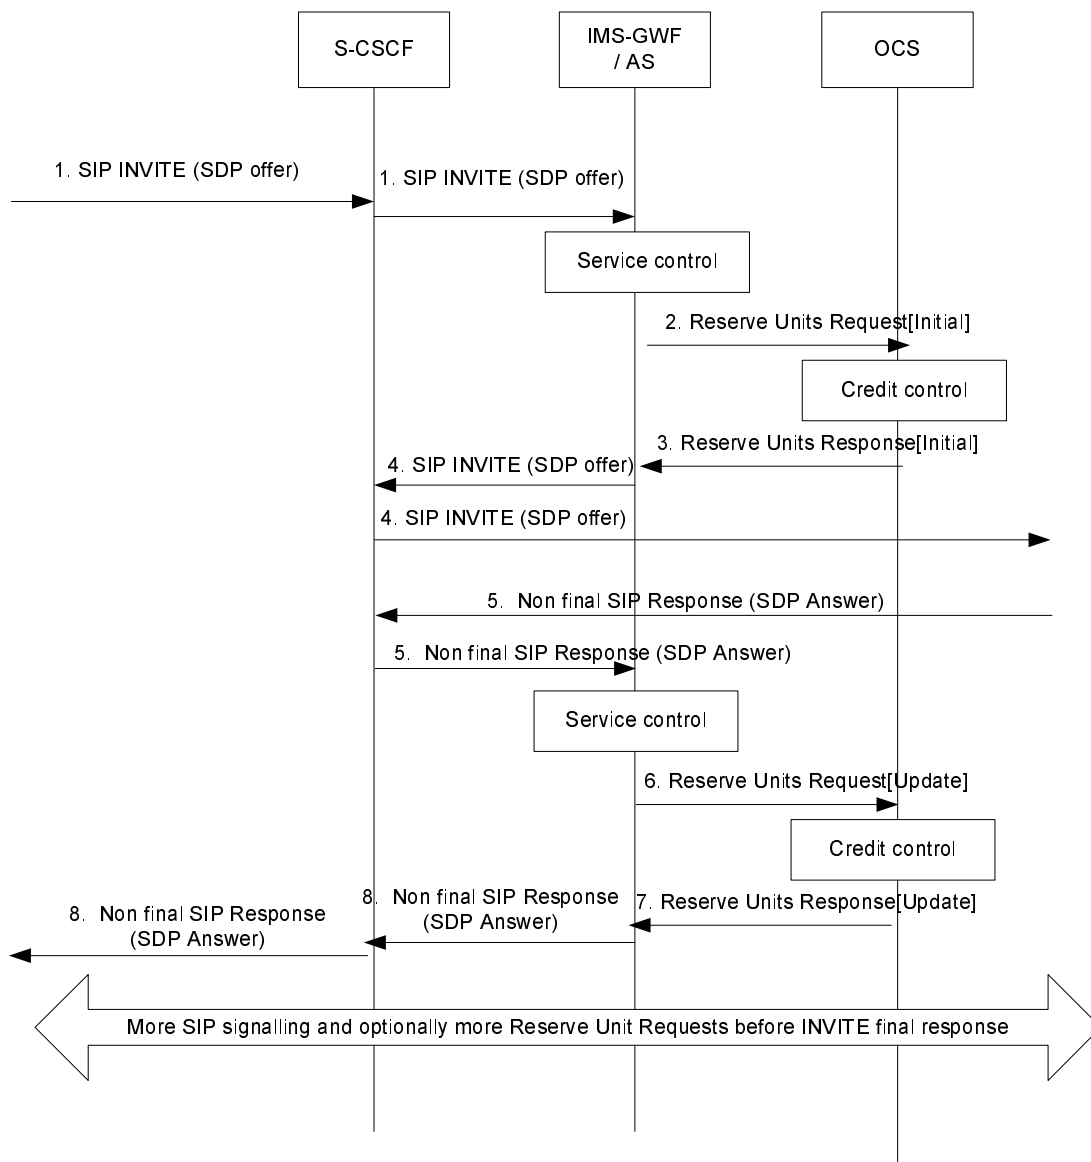 S-CSCF
IMS-GWF
/ AS
OCS
1. SIP INVITE (SDP offer)
1. SIP INVITE (SDP offer)
Service control
2. Reserve Units Request[Initial]
Credit control
3. Reserve Units Response[Initial]
4. SIP INVITE (SDP offer)
4. SIP INVITE (SDP offer)
5. Non final SIP Response (SDP Answer)
5. Non final SIP Response (SDP Answer)
Service control
6. Reserve Units Request[Update]
Credit control
7. Reserve Units Response[Update]
8. Non final SIP Response
(SDP Answer)
8. Non final SIP Response
(SDP Answer)
More SIP signalling and optionally more Reserve Unit Requests before INVITE final response